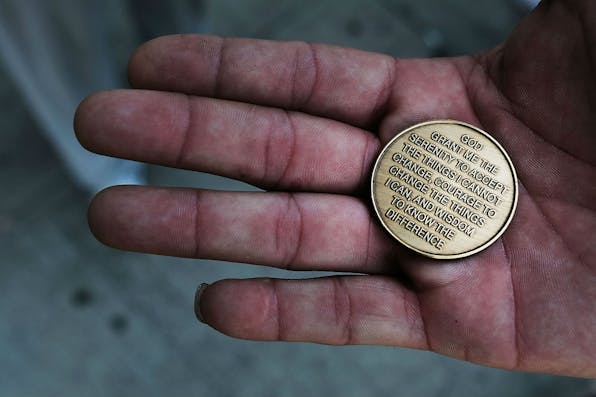 GOD
GRANT ME THE
SERENITY TO ACCEPT
THE THINGS I CANNOT
CHANGE, COURAGE TO
CHANGE THE THINGS
I CAN, AND WISDOM
TO KNOW THE
DIFFERENCE